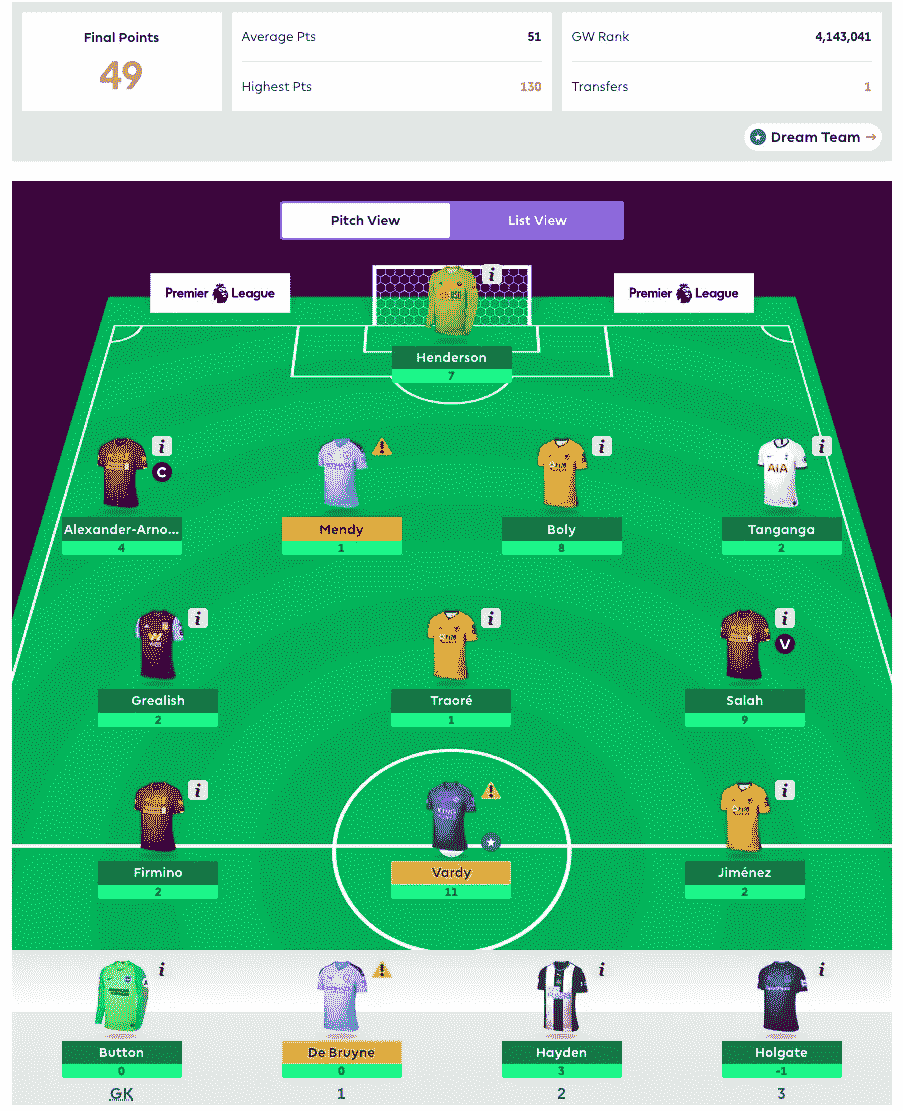 Final Points
49
Average Pts 51
Highest Pts 130
GW Rank 4,143,041
Transfers 1
Dream Team →
Pitch View List View
Premier League Premier League
Henderson
7
C
Alexander-Arno... Mendy Boly Tanganga
4 1 8 2
AIA
V
Grealish Traoré Salah
2 1 9
Firmino Vardy Jiménez
2 11 2
Button De Bruyne Hayden Holgate
0 0 3 -1
GK 1 2 3